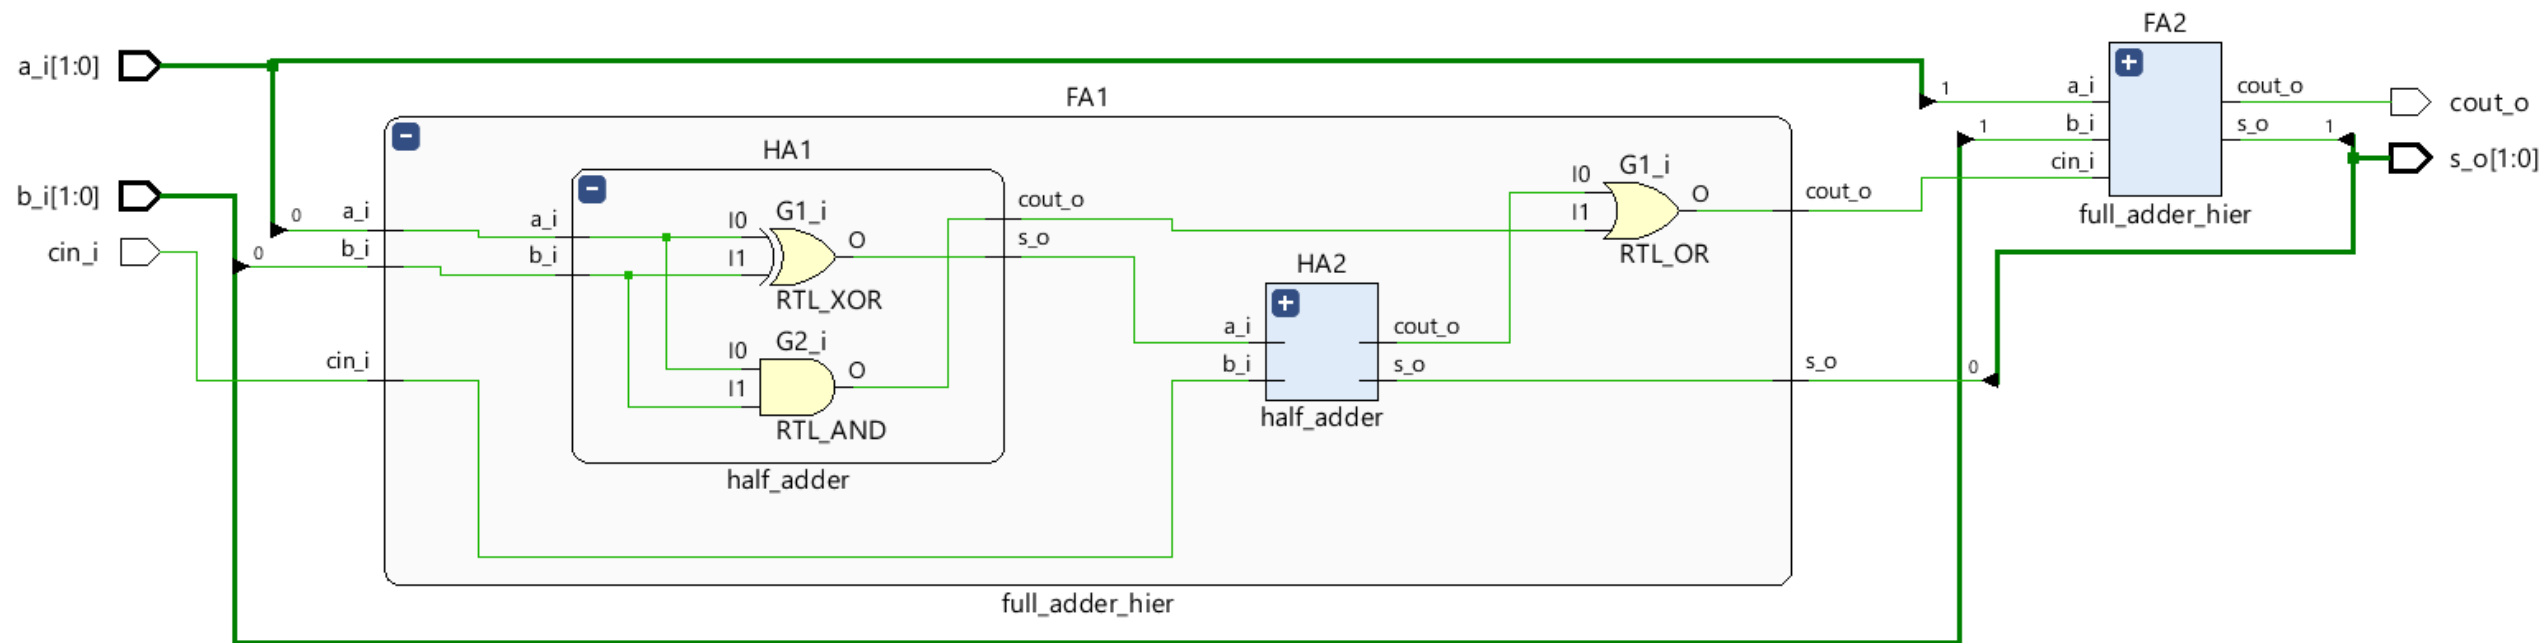 FA2
a_i[1:0]
1
a_i
cout_o
cout_o
FA1
b_i
s_o
1
1
s_o[1:0]
cin_i
full_adder_hier
HA1
G1_i
I0
O
I1
RTL_OR
cout_o
b_i[1:0]
0
a_i
a_i
I0
G1_i
cout_o
O
s_o
cin_i
0
b_i
b_i
I1
RTL_XOR
HA2
G2_i
I0
O
I1
RTL_AND
a_i
cout_o
b_i
s_o
half_adder
cin_i
s_o
0
half_adder
full_adder_hier